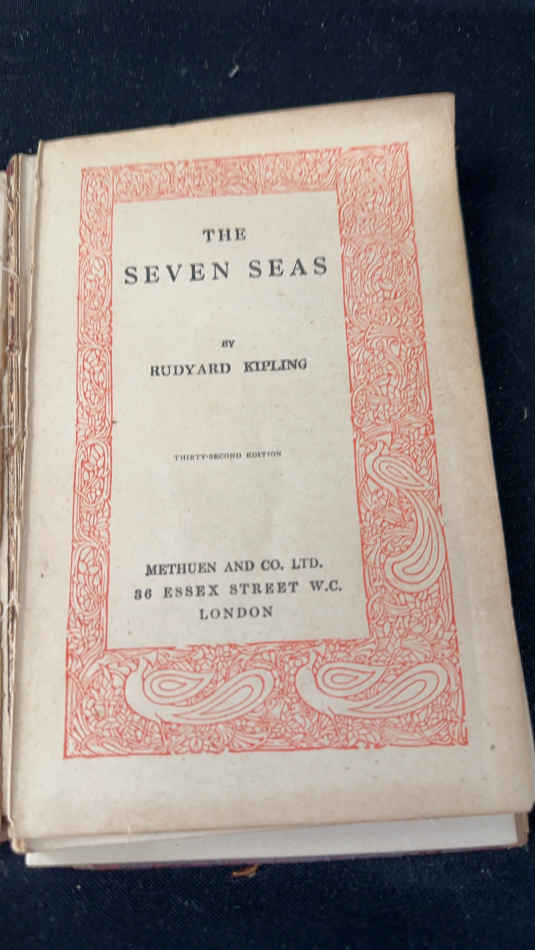 THE
SEVEN SEAS
BY
RUDYARD KIPLING
THIRTY-SECOND EDITION
METHUEN AND CO. LTD.
36 ESSEX STREET W.C.
LONDON